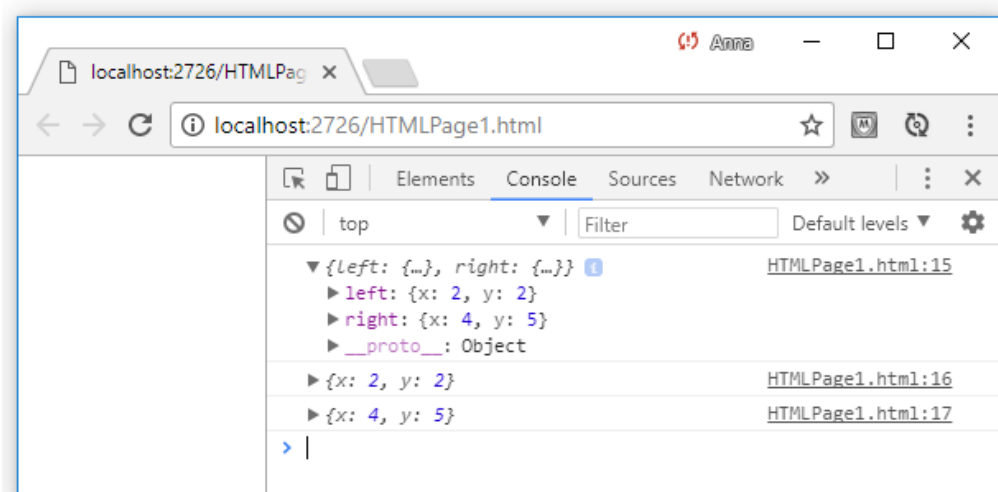 Anna
localhost:2726/HTMLPag
localhost:2726/HTMLPage1.html
Elements Console Sources Network »
top Filter Default levels
{left: {…}, right: {…}} i HTMLPage1.html:15
left: {x: 2, y: 2}
right: {x: 4, y: 5}
__proto__: Object
{x: 2, y: 2} HTMLPage1.html:16
{x: 4, y: 5} HTMLPage1.html:17
>